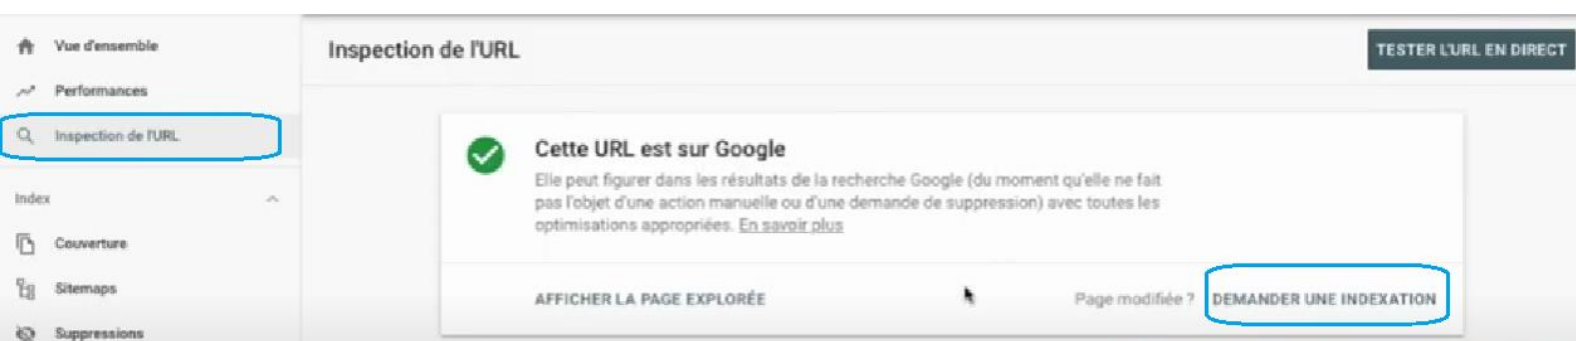 Vue d'ensemble
Performances
Inspection de l'URL
Index
Couverture
Sitemaps
Suppressions
Inspection de l'URL
TESTER L'URL EN DIRECT
Cette URL est sur Google
Elle peut figurer dans les résultats de la recherche Google (du moment qu'elle ne fait
pas l'objet d'une action manuelle ou d'une demande de suppression) avec toutes les
optimisations appropriées. En savoir plus
AFFICHER LA PAGE EXPLORÉE
Page modifiée ? DEMANDER UNE INDEXATION